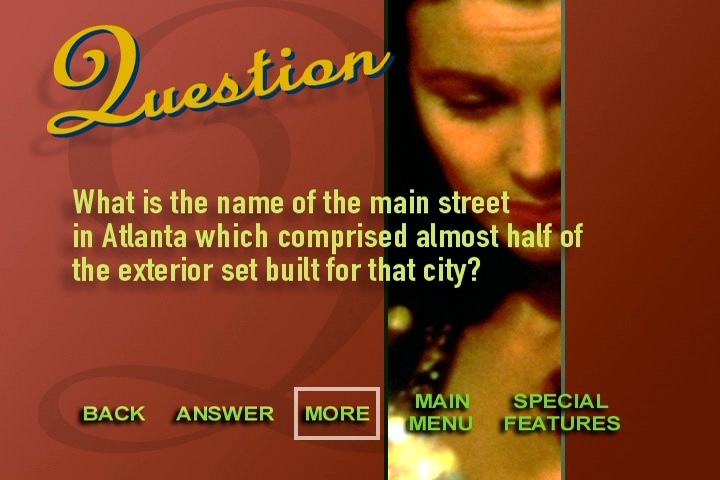 Question
What is the name of the main street
in Atlanta which comprised almost half of
the exterior set built for that city?
BACK ANSWER MORE MAIN MENU SPECIAL FEATURES